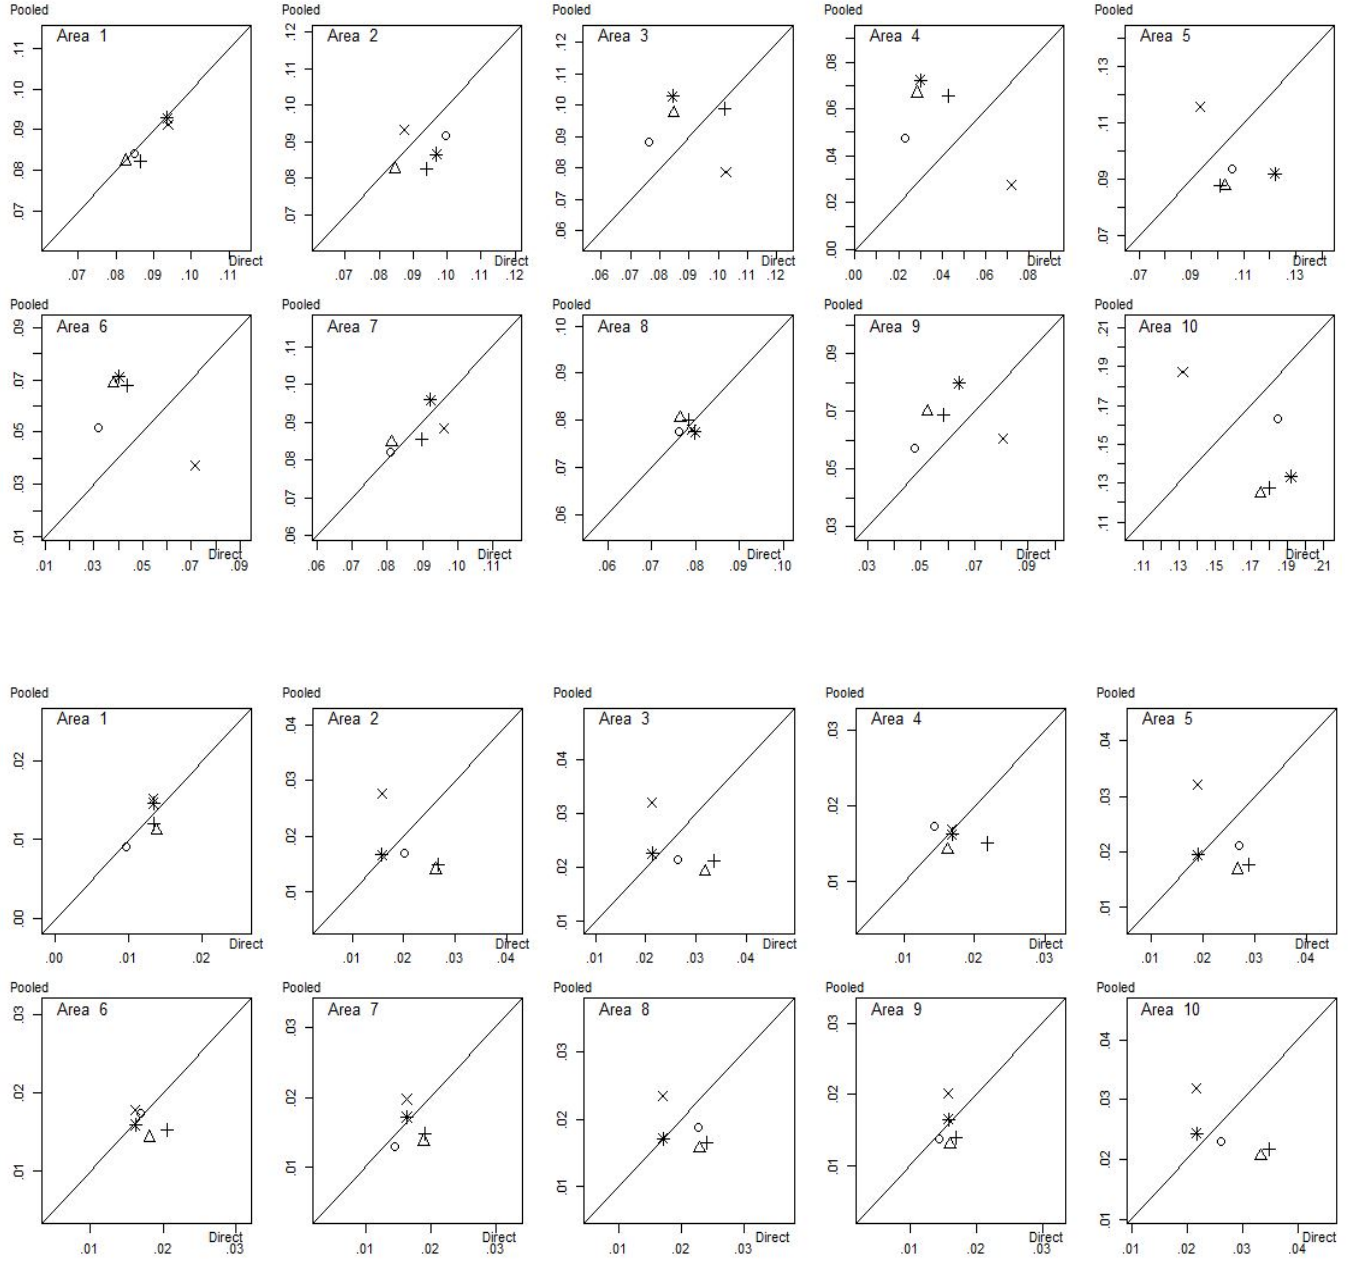 Pooled Pooled Pooled Pooled Pooled
Area 1 Area 2 Area 3 Area 4 Area 5
.11 .10 .09 .08 .07
.12 .11 .10 .09 .08 .07
.12 .11 .10 .09 .08 .07 .06
.08 .06 .04 .02 .00
.13 .11 .09 .07
Direct Direct Direct Direct Direct
.07 .08 .09 .10 .11
.07 .08 .09 .10 .11 .12
.06 .07 .08 .09 .10 .11 .12
.00 .02 .04 .06 .08
.07 .09 .11 .13
Pooled Pooled Pooled Pooled Pooled
Area 6 Area 7 Area 8 Area 9 Area 10
.09 .07 .05 .03 .01
.11 .10 .09 .08 .07 .06
.10 .09 .08 .07 .06
.09 .07 .05 .03
.21 .19 .17 .15 .13 .11
Direct Direct Direct Direct Direct
.01 .03 .05 .07 .09
.06 .07 .08 .09 .10 .11
.06 .07 .08 .09 .10
.03 .05 .07 .09
.11 .13 .15 .17 .19 .21
Pooled Pooled Pooled Pooled Pooled
Area 1 Area 2 Area 3 Area 4 Area 5
.02 .01 .00
.04 .03 .02 .01
.04 .03 .02 .01
.03 .02 .01
.04 .03 .02 .01
Direct Direct Direct Direct Direct
.00 .01 .02
.01 .02 .03 .04
.01 .02 .03 .04
.01 .02 .03
.01 .02 .03 .04
Pooled Pooled Pooled Pooled Pooled
Area 6 Area 7 Area 8 Area 9 Area 10
.03 .02 .01
.03 .02 .01
.03 .02 .01
.03 .02 .01
.04 .03 .02 .01
Direct Direct Direct Direct Direct
.01 .02 .03
.01 .02 .03
.01 .02 .03
.01 .02 .03
.01 .02 .03 .04